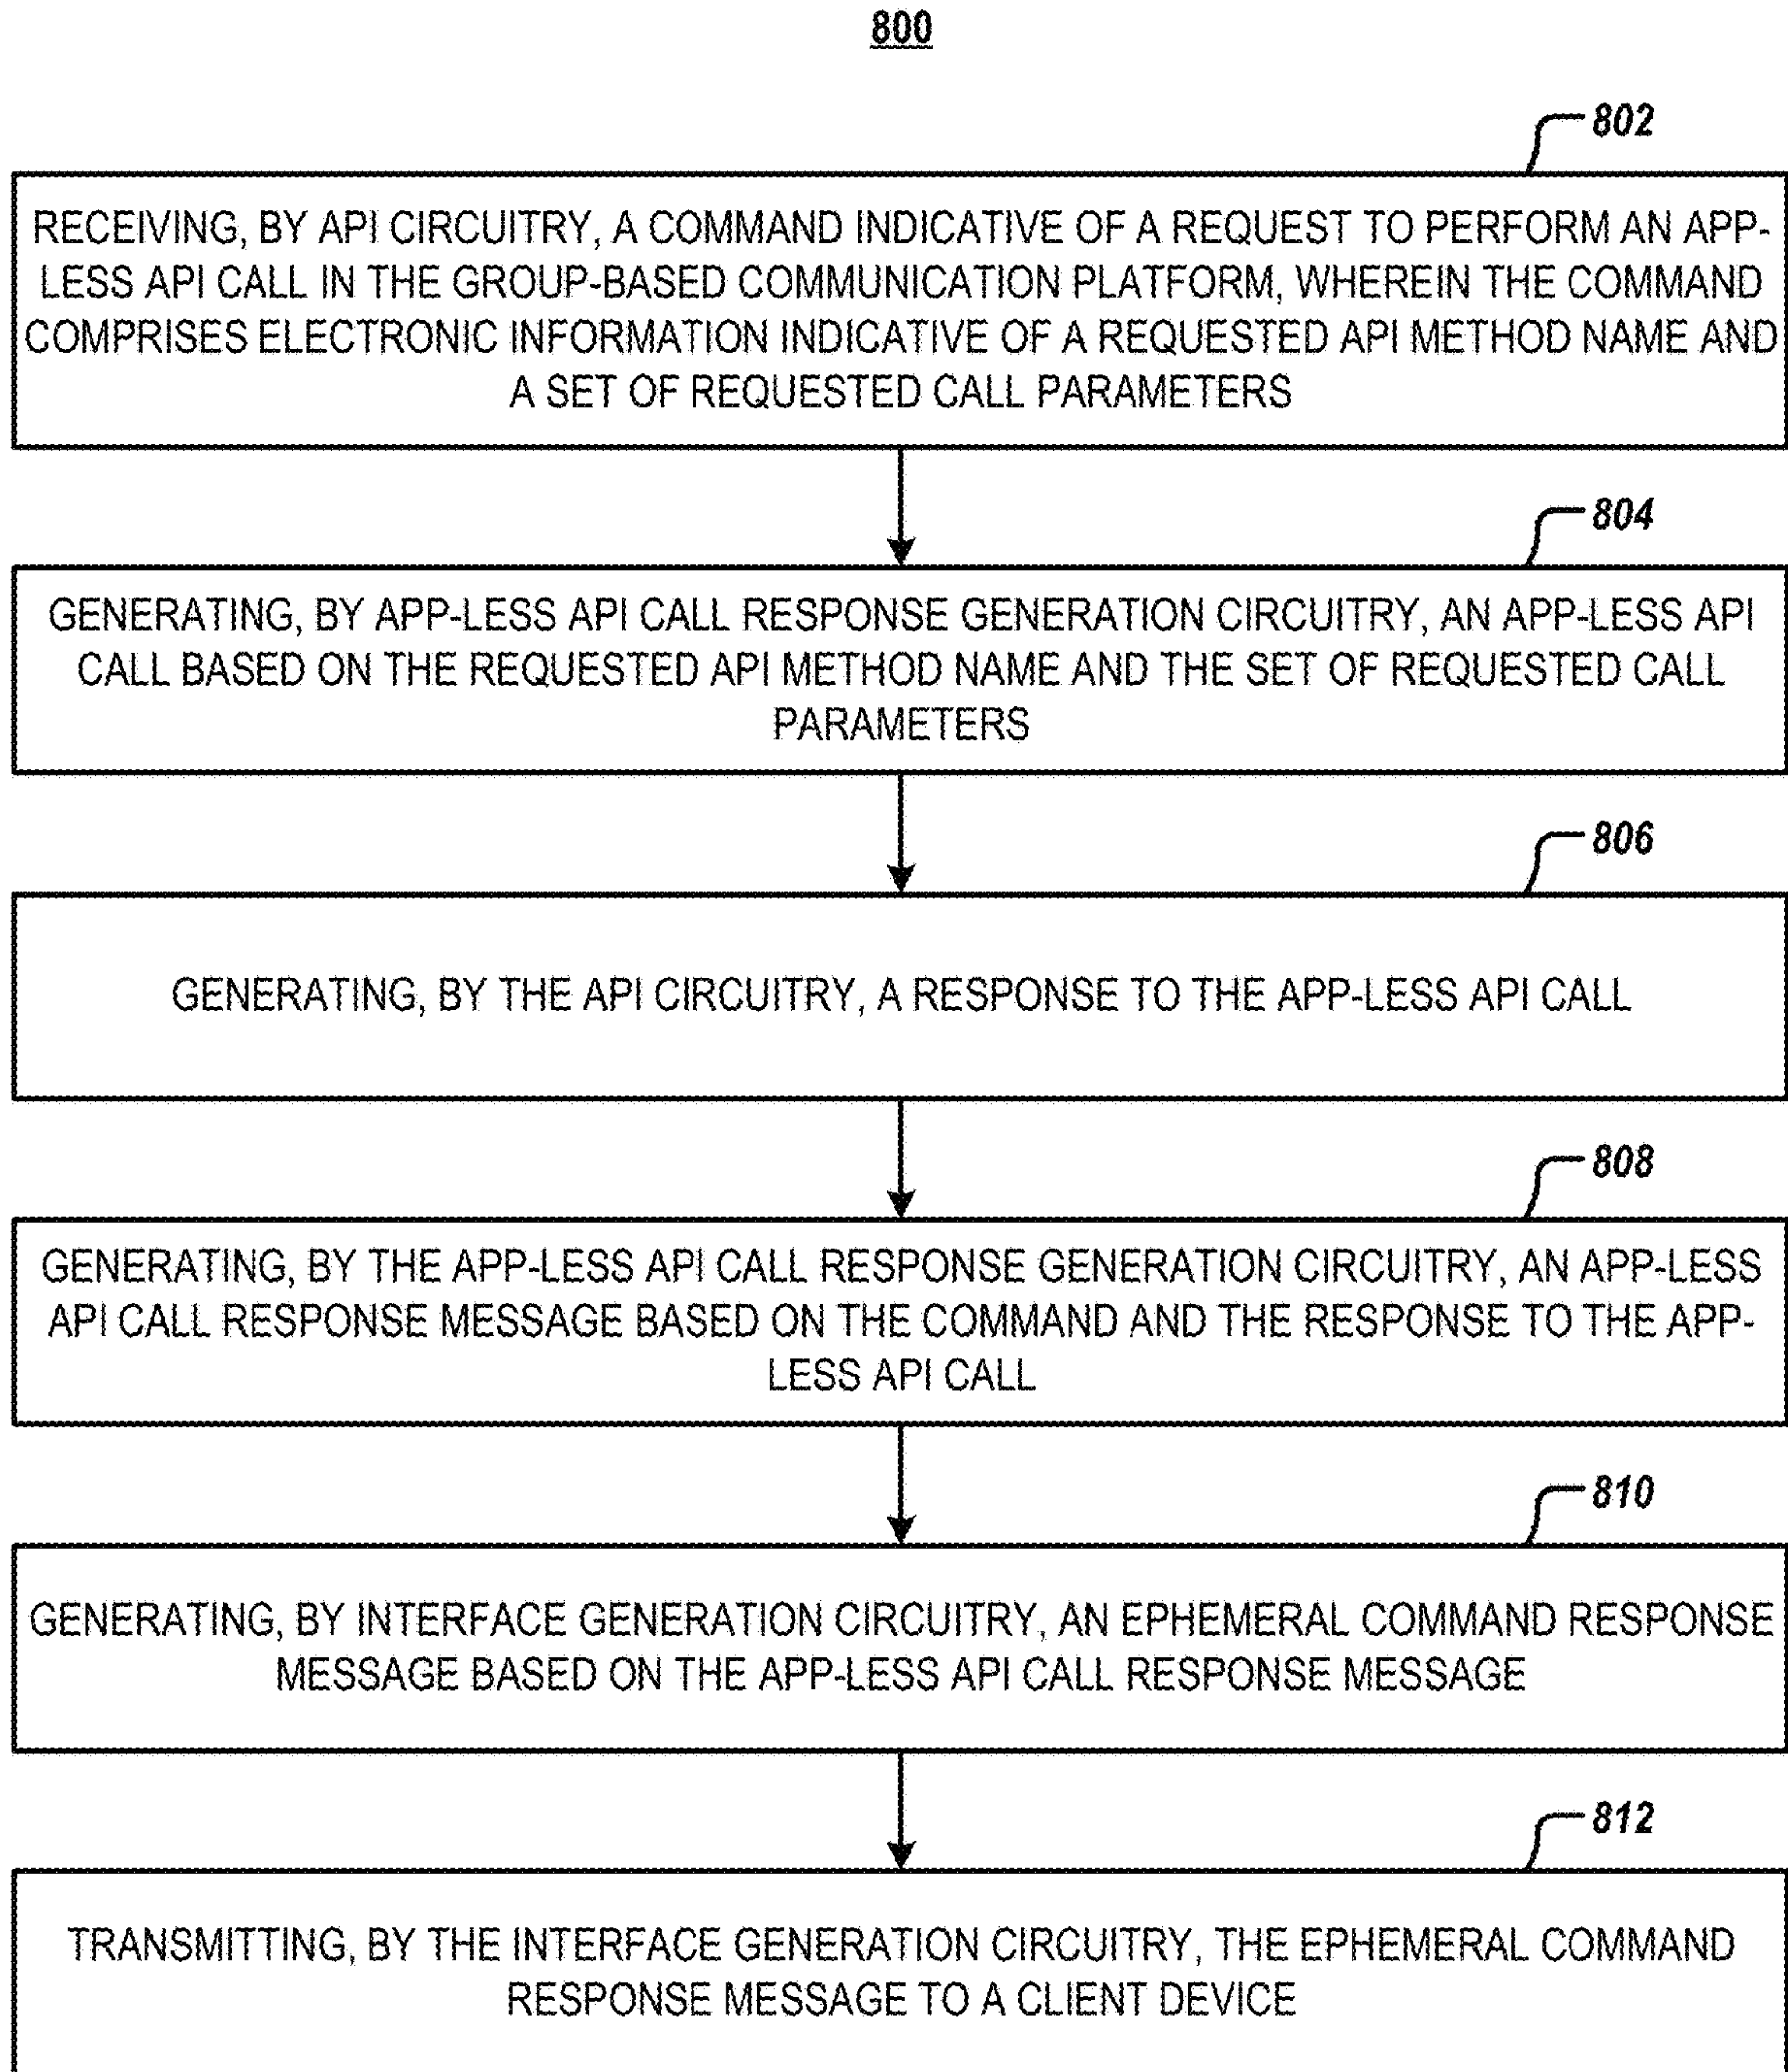 800
802
RECEIVING, BY API CIRCUITRY, A COMMAND INDICATIVE OF A REQUEST TO PERFORM AN APP-
LESS API CALL IN THE GROUP-BASED COMMUNICATION PLATFORM, WHEREIN THE COMMAND
COMPRISES ELECTRONIC INFORMATION INDICATIVE OF A REQUESTED API METHOD NAME AND
A SET OF REQUESTED CALL PARAMETERS
804
GENERATING, BY APP-LESS API CALL RESPONSE GENERATION CIRCUITRY, AN APP-LESS API
CALL BASED ON THE REQUESTED API METHOD NAME AND THE SET OF REQUESTED CALL
PARAMETERS
806
GENERATING, BY THE API CIRCUITRY, A RESPONSE TO THE APP-LESS API CALL
808
GENERATING, BY THE APP-LESS API CALL RESPONSE GENERATION CIRCUITRY, AN APP-LESS
API CALL RESPONSE MESSAGE BASED ON THE COMMAND AND THE RESPONSE TO THE APP-
LESS API CALL
810
GENERATING, BY INTERFACE GENERATION CIRCUITRY, AN EPHEMERAL COMMAND RESPONSE
MESSAGE BASED ON THE APP-LESS API CALL RESPONSE MESSAGE
812
TRANSMITTING, BY THE INTERFACE GENERATION CIRCUITRY, THE EPHEMERAL COMMAND
RESPONSE MESSAGE TO A CLIENT DEVICE